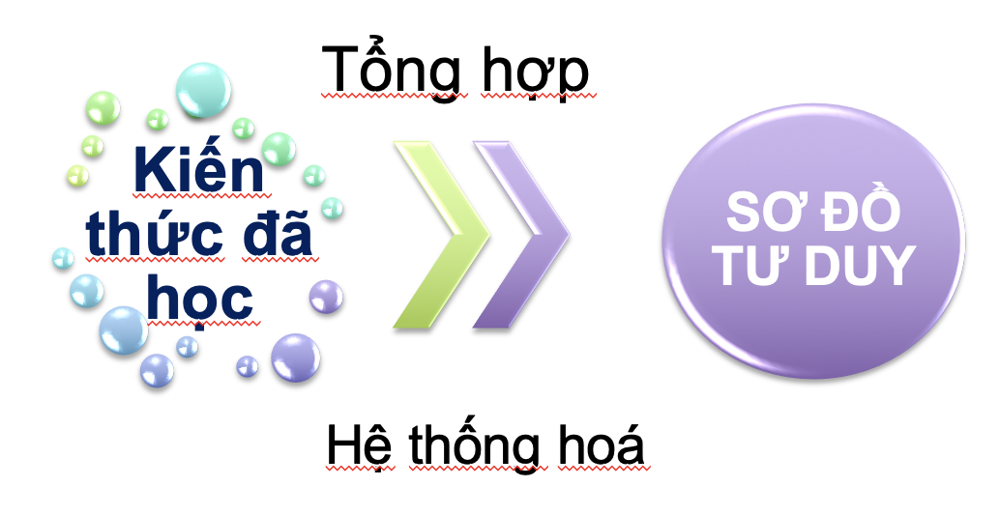 Tổng hợp
Kiến
thức đã
học
SƠ ĐỒ
TƯ DUY
Hệ thống hoá